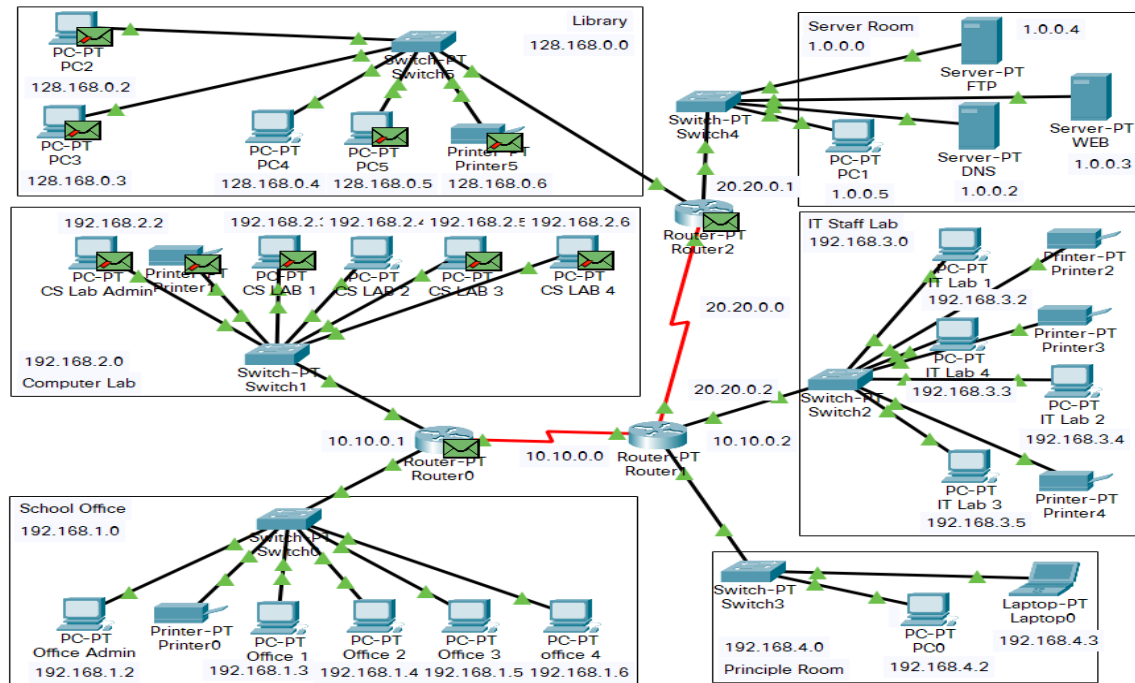 Library
128.168.0.0
PC-PT
PC2
128.168.0.2
Switch-PT
Switch5
PC3
128.168.0.3
PC-PT
PC4
128.168.0.4
PC-PT
PC5
128.168.0.5
Printer5
128.168.0.6
Server Room
1.0.0.0
1.0.0.4
Server-PT
FTP
Switch-PT
Switch4
PC-PT
PC1
1.0.0.5
Server-PT
DNS
1.0.0.2
Server-PT
WEB
1.0.0.3
20.20.0.1
Router-PT
Router2
192.168.2.2
PC-PT
CS Lab Admin
192.168.2.3
PC-PT
CS LAB 1
192.168.2.4
PC-PT
CS LAB 2
192.168.2.5
PC-PT
CS LAB 3
192.168.2.6
PC-PT
CS LAB 4
192.168.2.0
Computer Lab
Switch-PT
Switch1
IT Staff Lab
192.168.3.0
PC-PT
IT Lab 1
192.168.3.2
Printer-PT
Printer2
Printer-PT
Printer3
PC-PT
IT Lab 4
192.168.3.3
PC-PT
IT Lab 2
192.168.3.4
Switch-PT
Switch2
PC-PT
IT Lab 3
192.168.3.5
Printer-PT
Printer4
20.20.0.0
20.20.0.2
10.10.0.1
Router-PT
Router0
10.10.0.0
Router-PT
Router1
10.10.0.2
School Office
192.168.1.0
Switch-PT
Switch0
PC-PT
Office Admin
192.168.1.2
Printer-PT
Printer0
PC-PT
Office 1
192.168.1.3
PC-PT
Office 2
192.168.1.4
PC-PT
Office 3
192.168.1.5
PC-PT
office 4
192.168.1.6
Switch-PT
Switch3
192.168.4.0
Principle Room
PC-PT
PC0
192.168.4.2
Laptop-PT
Laptop0
192.168.4.3